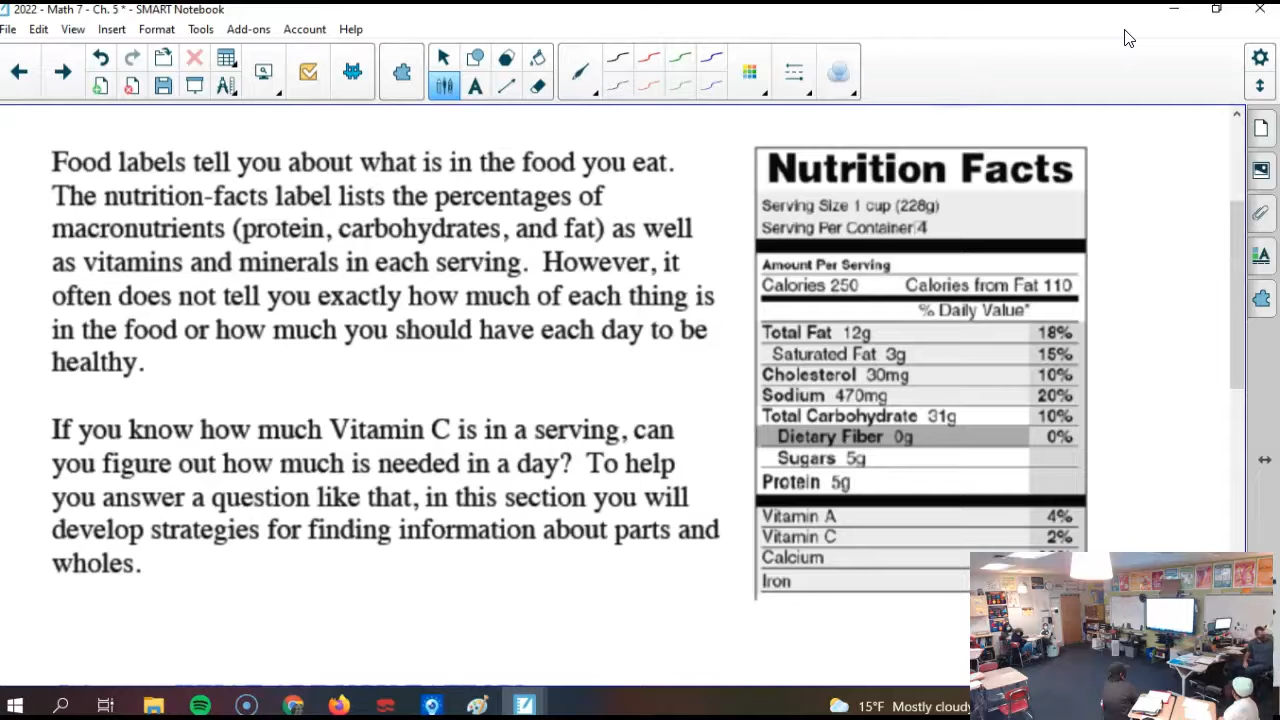 2022 - Math 7 - Ch. 5 * - SMART Notebook
File Edit View Insert Format Tools Add-ons Account Help
Food labels tell you about what is in the food you eat.
The nutrition-facts label lists the percentages of
macronutrients (protein, carbohydrates, and fat) as well
as vitamins and minerals in each serving. However, it
often does not tell you exactly how much of each thing is
in the food or how much you should have each day to be
healthy.
If you know how much Vitamin C is in a serving, can
you figure out how much is needed in a day? To help
you answer a question like that, in this section you will
develop strategies for finding information about parts and
wholes.
Nutrition Facts
Serving Size 1 cup (228g)
Serving Per Container 4
Amount Per Serving
Calories 250 Calories from Fat 110
% Daily Value*
Total Fat 12g 18%
Saturated Fat 3g 15%
Cholesterol 30mg 10%
Sodium 470mg 20%
Total Carbohydrate 31g 10%
Dietary Fiber 0g 0%
Sugars 5g
Protein 5g
Vitamin A 4%
Vitamin C 2%
Calcium
Iron
15°F Mostly cloudy